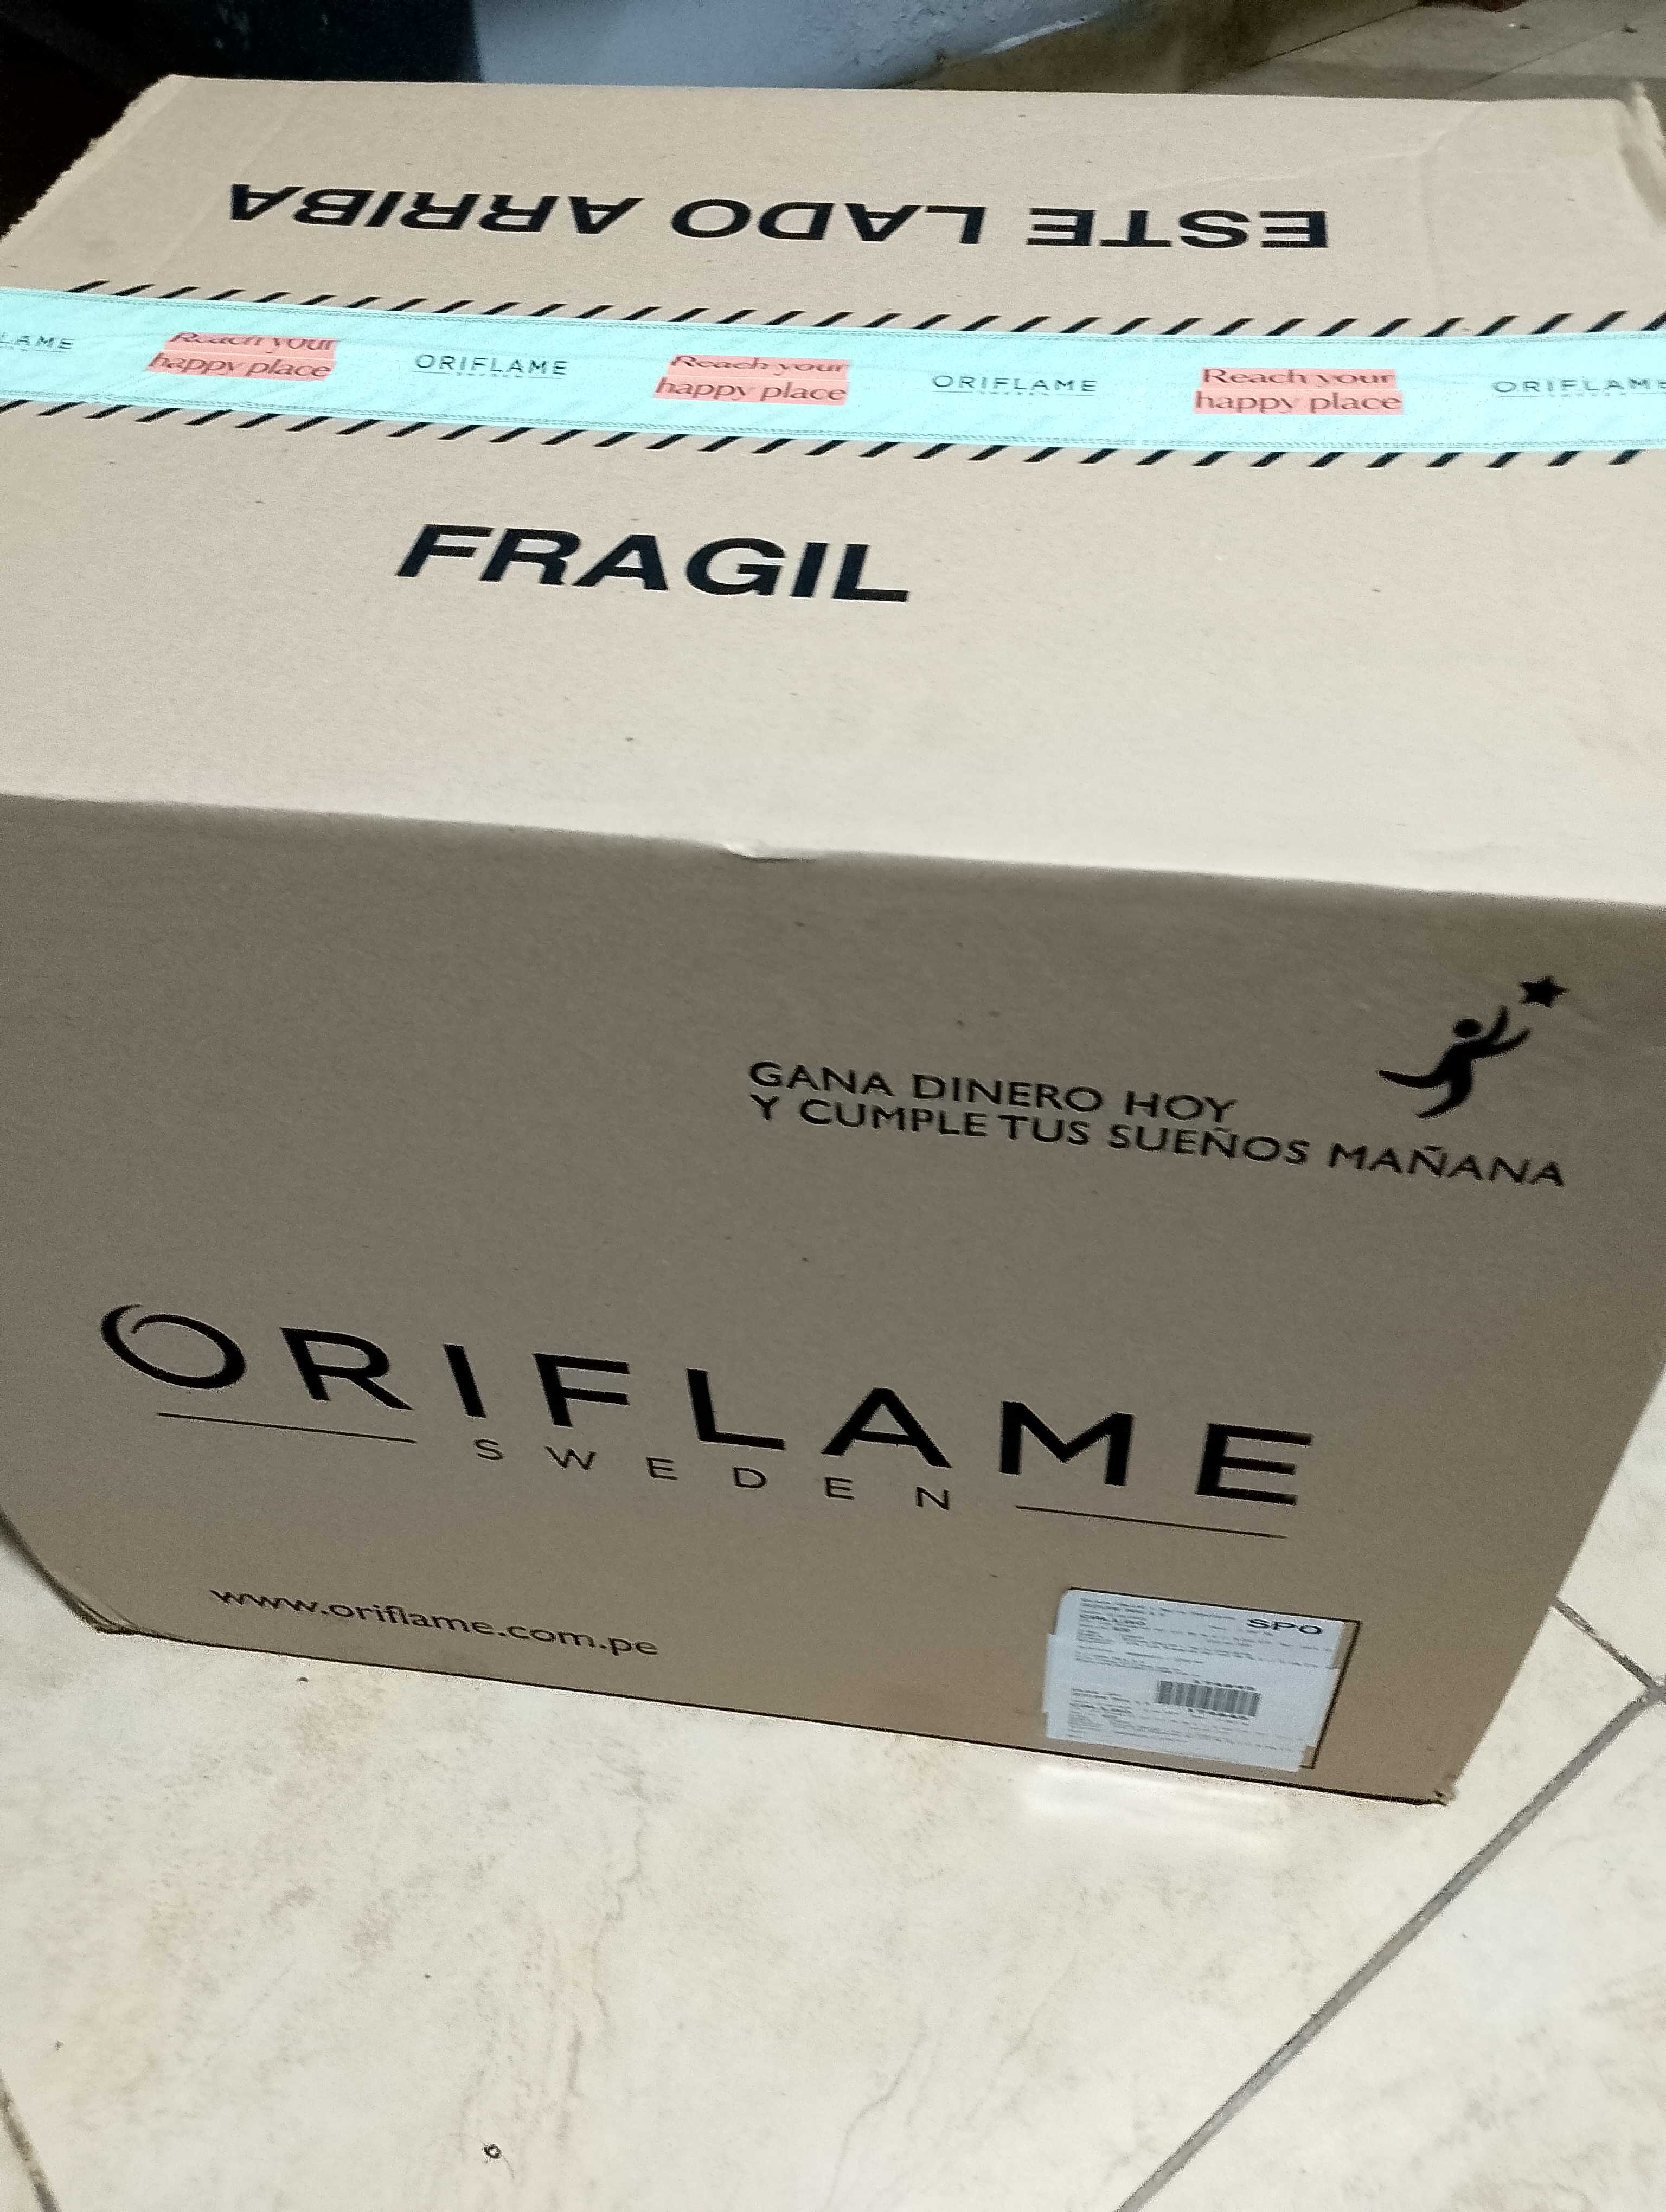 ESTE LADO ARRIBA
LAME Reach your happy place ORIFLAME Reach your happy place ORIFLAME Reach your happy place ORIFLAME
FRAGIL
GANA DINERO HOY
Y CUMPLE TUS SUEÑOS MAÑANA
ORIFLAME
SWEDEN
www.oriflame.com.pe
SPO